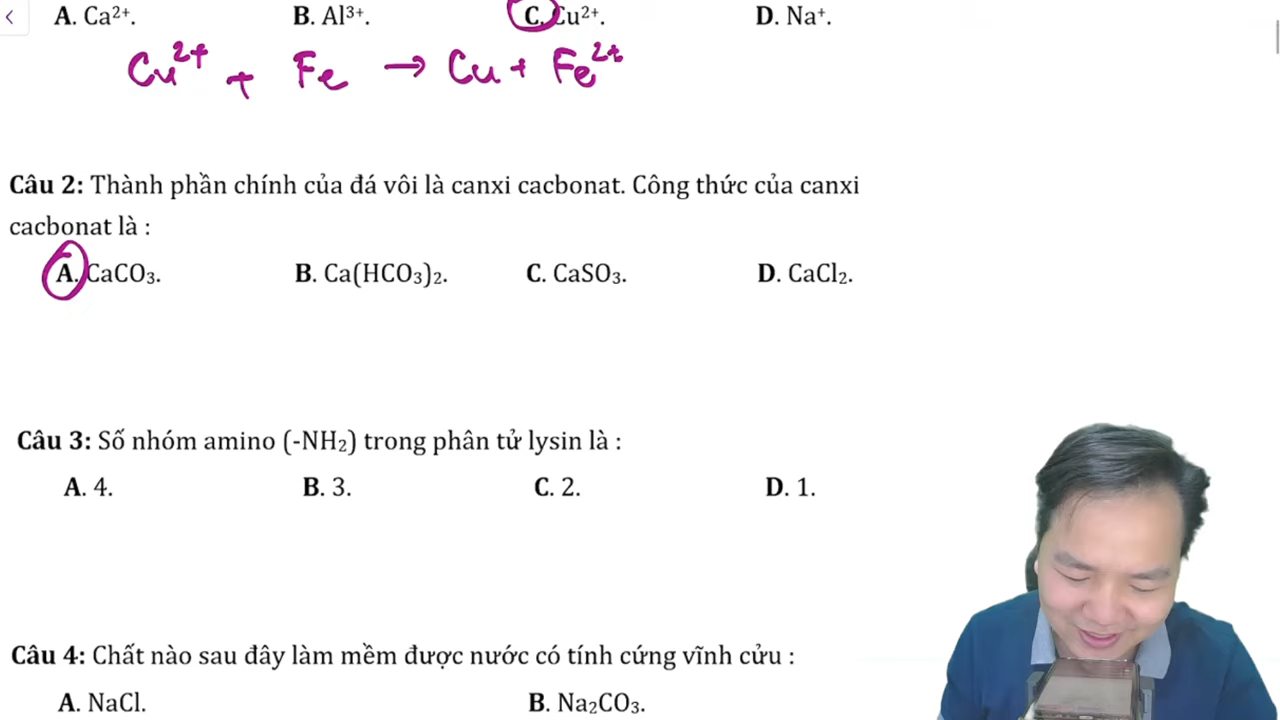 A. Ca²⁺. B. Al³⁺. C. Cu²⁺. D. Na⁺.
Cu²⁺ + Fe → Cu + Fe²⁺
Câu 2: Thành phần chính của đá vôi là canxi cacbonat. Công thức của canxi
cacbonat là :
A. CaCO₃. B. Ca(HCO₃)₂. C. CaSO₃. D. CaCl₂.
Câu 3: Số nhóm amino (-NH₂) trong phân tử lysin là :
A. 4. B. 3. C. 2. D. 1.
Câu 4: Chất nào sau đây làm mềm được nước có tính cứng vĩnh cửu :
A. NaCl. B. Na₂CO₃.